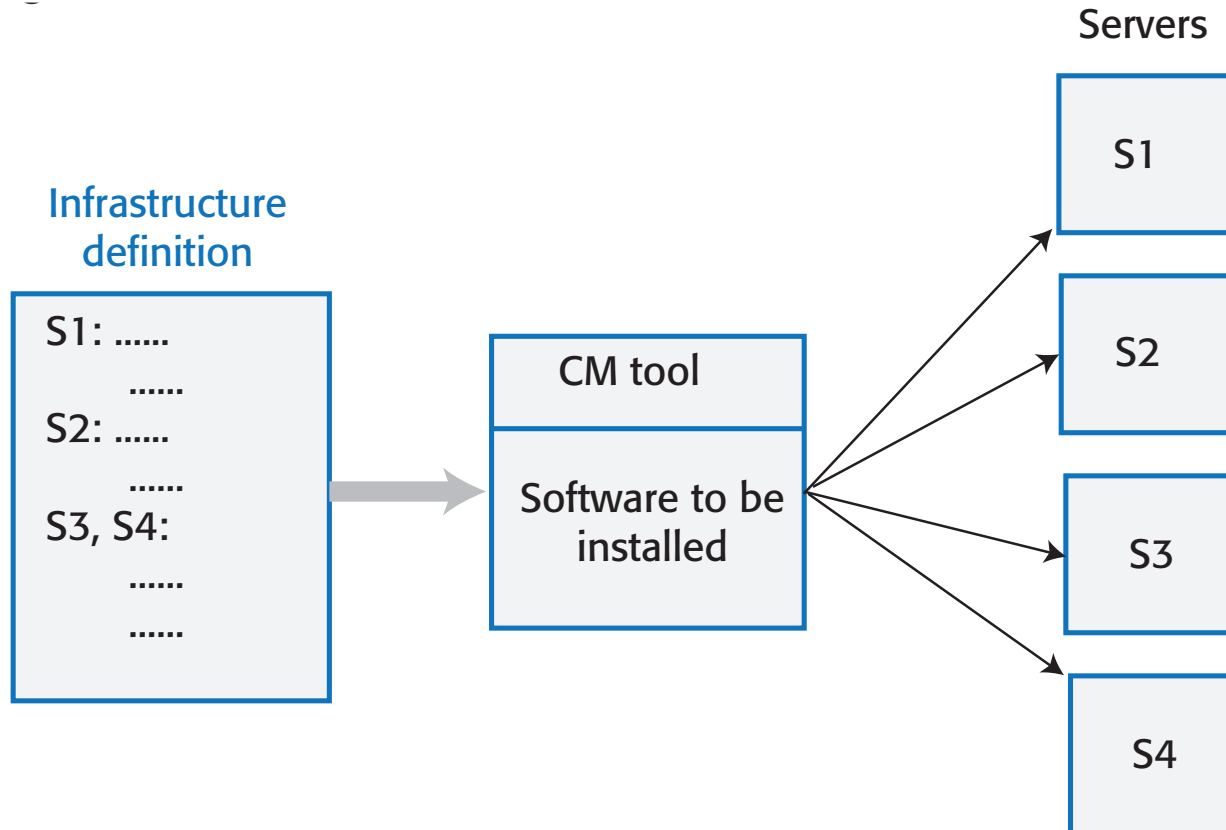 Infrastructure
definition
S1: ......
......
S2: ......
......
S3, S4:
......
......
CM tool
Software to be
installed
Servers
S1
S2
S3
S4